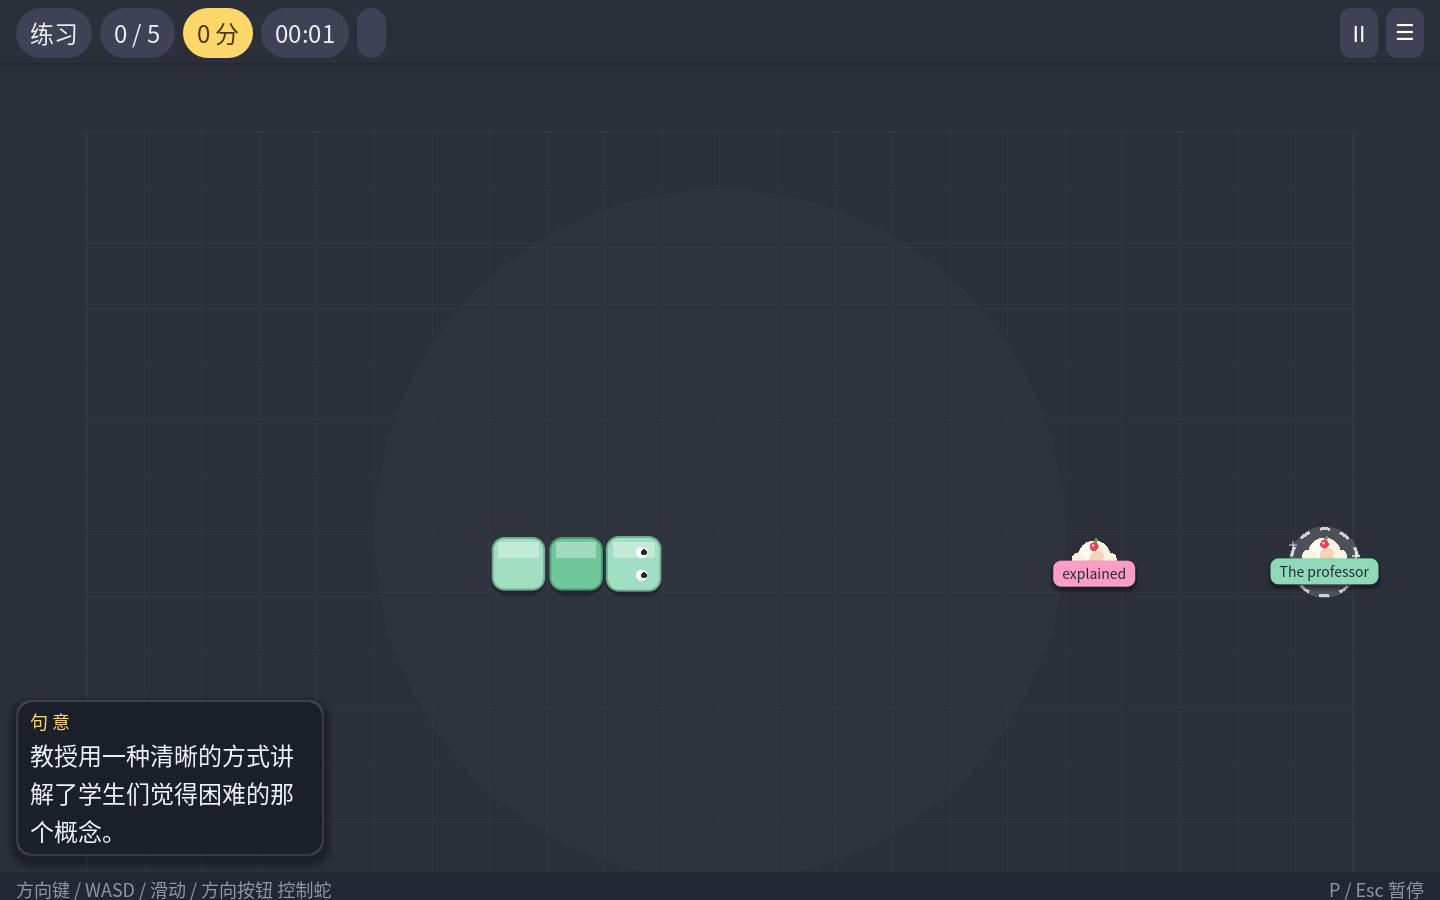 练习
0 / 5
0 分
00:01
explained
The professor
句意
教授用一种清晰的方式讲
解了学生们觉得困难的那
个概念。
方向键 / WASD / 滑动 / 方向按钮 控制蛇
P / Esc 暂停